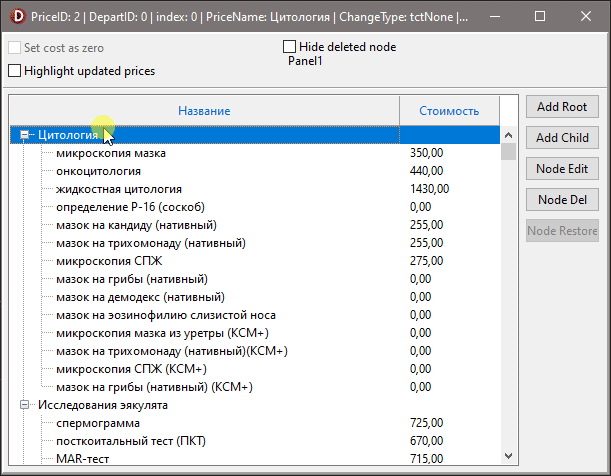 PriceID: 2 | DepartID: 0 | index: 0 | PriceName: Цитология | ChangeType: tctNone |...
Set cost as zero
Hide deleted node
Panel1
Highlight updated prices
Название Стоимость
Цитология
микроскопия мазка 350,00
онкоцитология 440,00
жидкостная цитология 1430,00
определение P-16 (соскоб) 0,00
мазок на кандиду (нативный) 255,00
мазок на трихомонаду (нативный) 255,00
микроскопия СПЖ 275,00
мазок на грибы (нативный) 0,00
мазок на демодекс (нативный) 0,00
мазок на эозинофилию слизистой носа 0,00
микроскопия мазка из уретры (КСМ+) 0,00
мазок на трихомонаду (нативный)(КСМ+) 0,00
микроскопия СПЖ (КСМ+) 0,00
мазок на грибы (нативный) (КСМ+) 0,00
Исследования эякулята
спермограмма 725,00
посткоитальный тест (ПКТ) 670,00
MAR-тест 715,00
Add Root
Add Child
Node Edit
Node Del
Node Restore